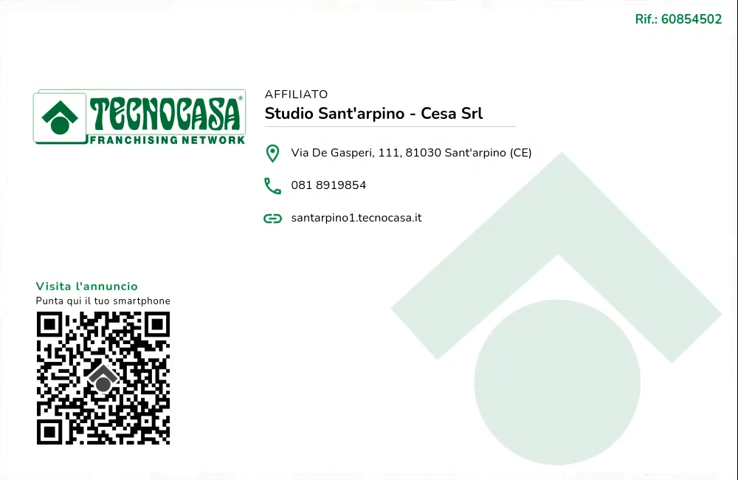 Rif.: 60854502
TECNOCASA®
FRANCHISING NETWORK
AFFILIATO
Studio Sant'arpino - Cesa Srl
Via De Gasperi, 111, 81030 Sant'arpino (CE)
081 8919854
santarpino1.tecnocasa.it
Visita l'annuncio
Punta qui il tuo smartphone